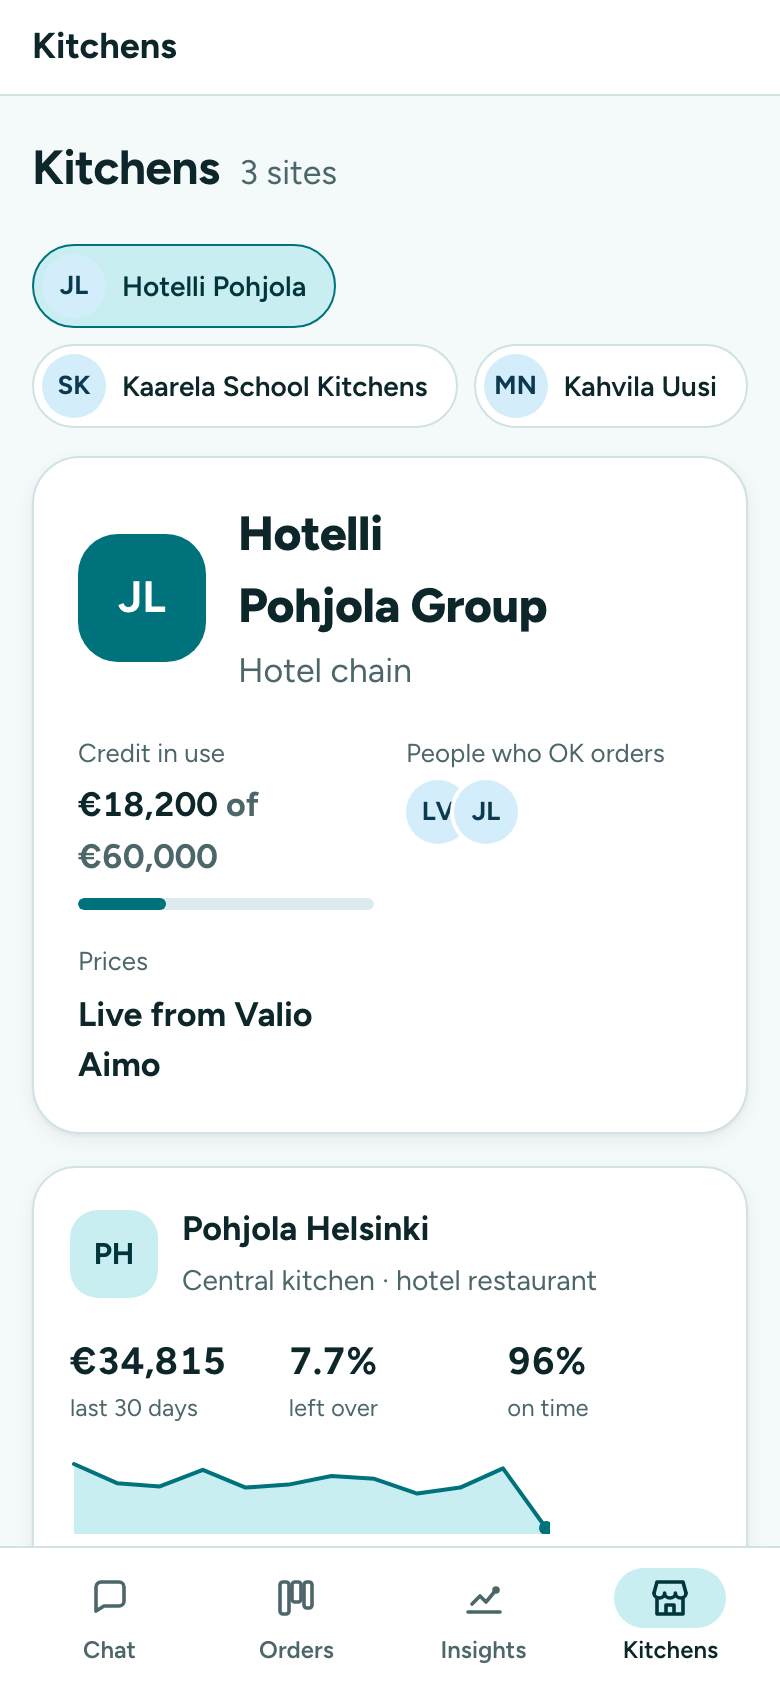 Kitchens
Kitchens 3 sites
JL Hotelli Pohjola
SK Kaarela School Kitchens
MN Kahvila Uusi
JL
Hotelli
Pohjola Group
Hotel chain
Credit in use
€18,200 of
€60,000
People who OK orders
LV JL
Prices
Live from Valio
Aimo
PH
Pohjola Helsinki
Central kitchen · hotel restaurant
€34,815 7.7% 96%
last 30 days left over on time
Chat Orders Insights Kitchens